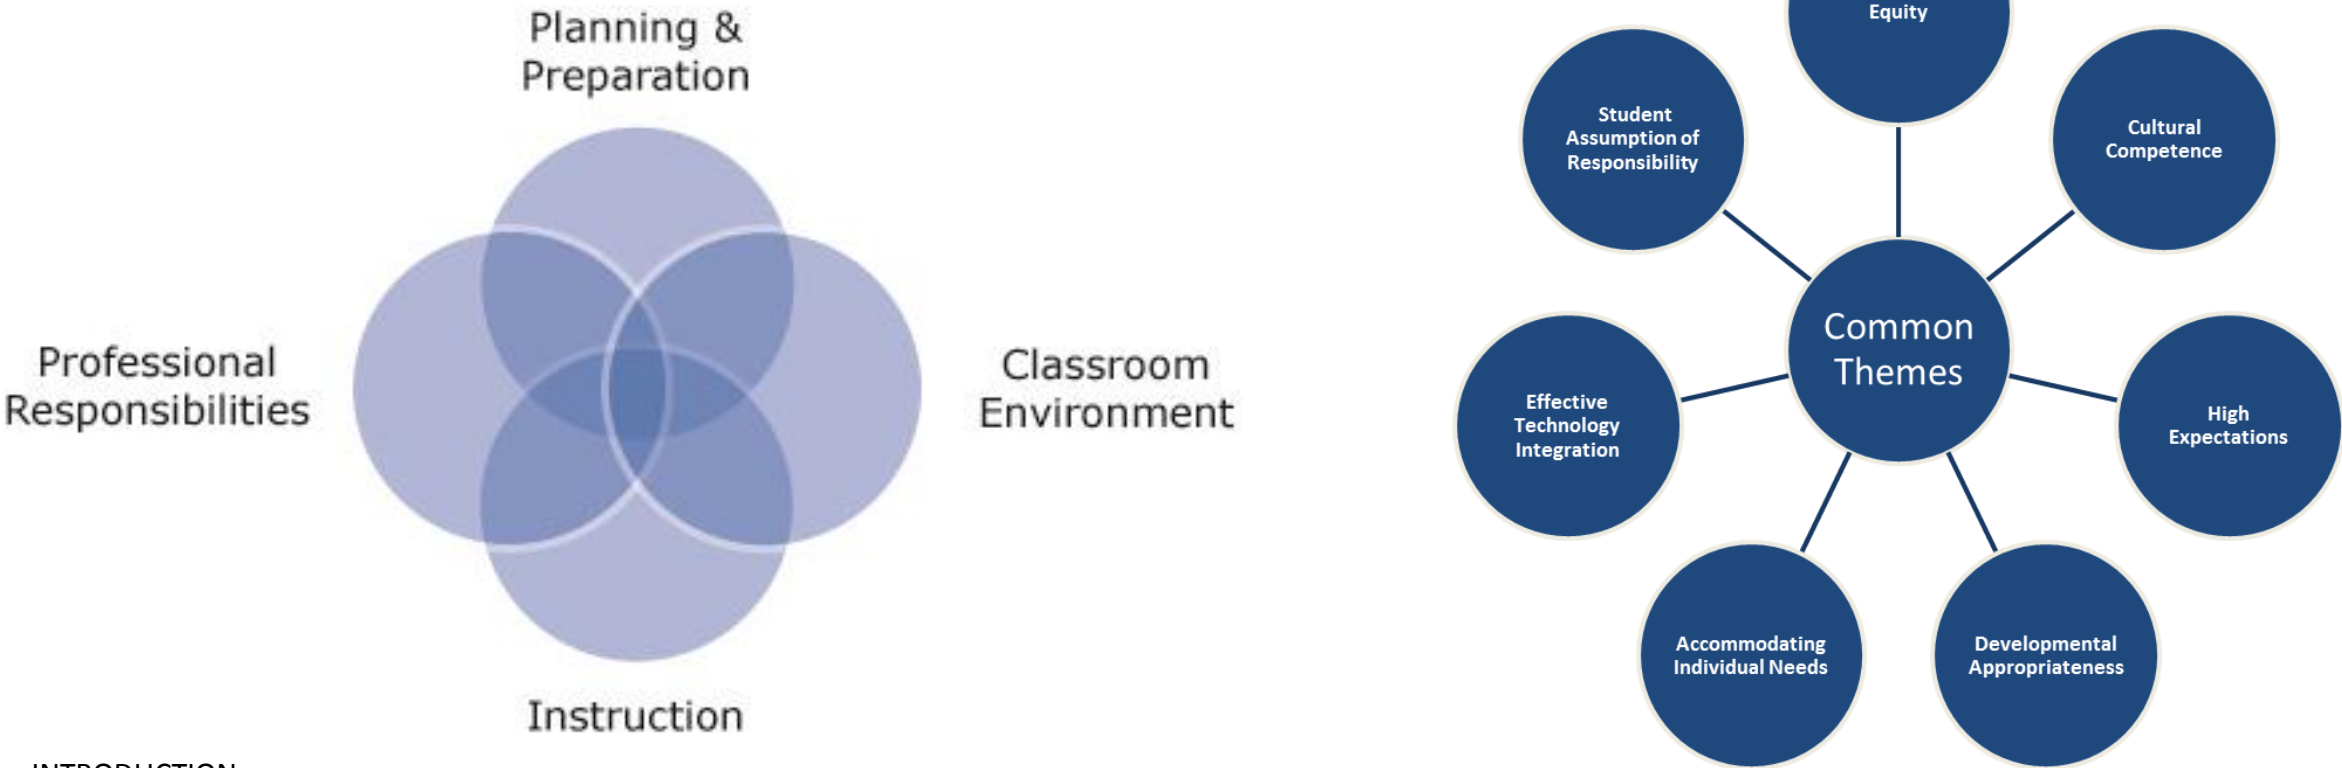 Planning &
Preparation
Professional
Responsibilities
Classroom
Environment
Instruction
INTRODUCTION
Equity
Student
Assumption of
Responsibility
Cultural
Competence
Common
Themes
Effective
Technology
Integration
High
Expectations
Accommodating
Individual Needs
Developmental
Appropriateness